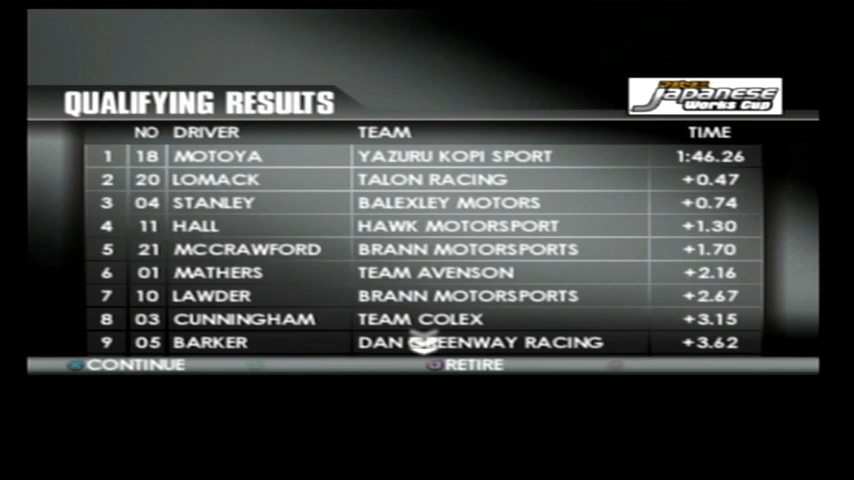 QUALIFYING RESULTS
Japanese
Works Cup
NO DRIVER TEAM TIME
1 18 MOTOYA YAZURU KOPI SPORT 1:46.26
2 20 LOMACK TALON RACING +0.47
3 04 STANLEY BALEXLEY MOTORS +0.74
4 11 HALL HAWK MOTORSPORT +1.30
5 21 MCCRAWFORD BRANN MOTORSPORTS +1.70
6 01 MATHERS TEAM AVENSON +2.16
7 10 LAWDER BRANN MOTORSPORTS +2.67
8 03 CUNNINGHAM TEAM COLEX +3.15
9 05 BARKER DAN GREENWAY RACING +3.62
CONTINUE RETIRE